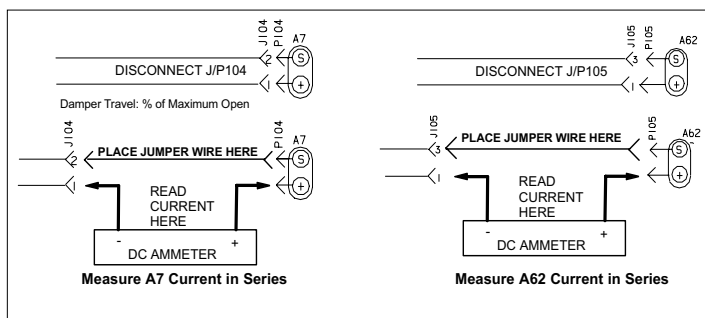 J104
P104
A7
2
S
DISCONNECT J/P104
1
+
Damper Travel: % of Maximum Open
J104
P104
A7
2
PLACE JUMPER WIRE HERE
S
1
+
READ
CURRENT
HERE
- +
DC AMMETER
Measure A7 Current in Series
J105
P105
A62
3
S
DISCONNECT J/P105
1
+
J105
P105
A62
3
PLACE JUMPER WIRE HERE
S
1
+
READ
CURRENT
HERE
- +
DC AMMETER
Measure A62 Current in Series